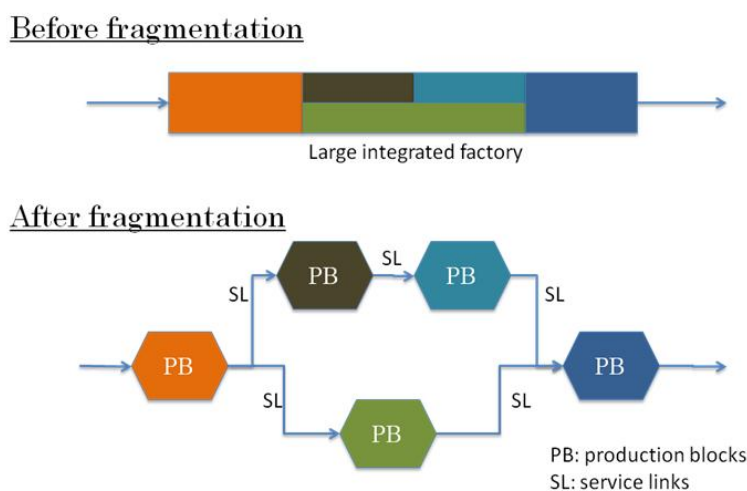 Before fragmentation
Large integrated factory
After fragmentation
PB
SL
PB
SL
SL
PB
PB
SL
PB
SL
PB: production blocks
SL: service links